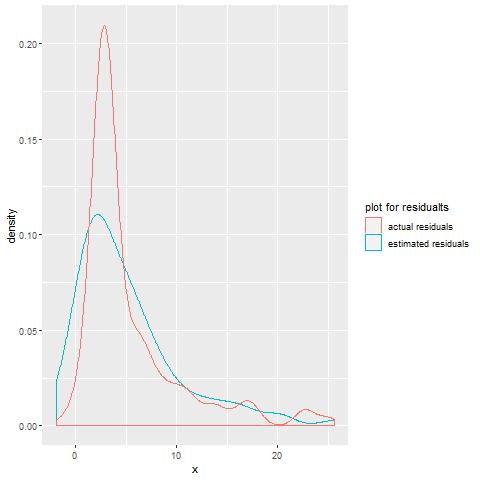 0.20
0.15
0.10
0.05
0.00
density
0
10
20
x
plot for residualts
actual residuals
estimated residuals